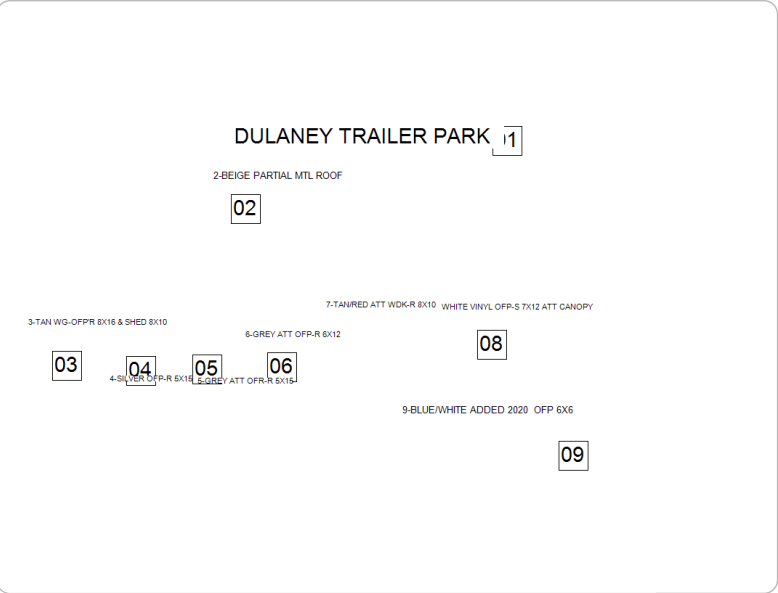 DULANEY TRAILER PARK
2-BEIGE PARTIAL MTL ROOF
02
7-TAN/RED ATT WDK-R 8X10
WHITE VINYL OFP-S 7X12 ATT CANOPY
3-TAN WG-OFP'R 8X16 & SHED 8X10
6-GREY ATT OFP-R 6X12
08
03
04
05
06
4-SILVER OFP-R 5X15
5-GREY ATT OFR-R 5X15
9-BLUE/WHITE ADDED 2020 OFP 6X6
09